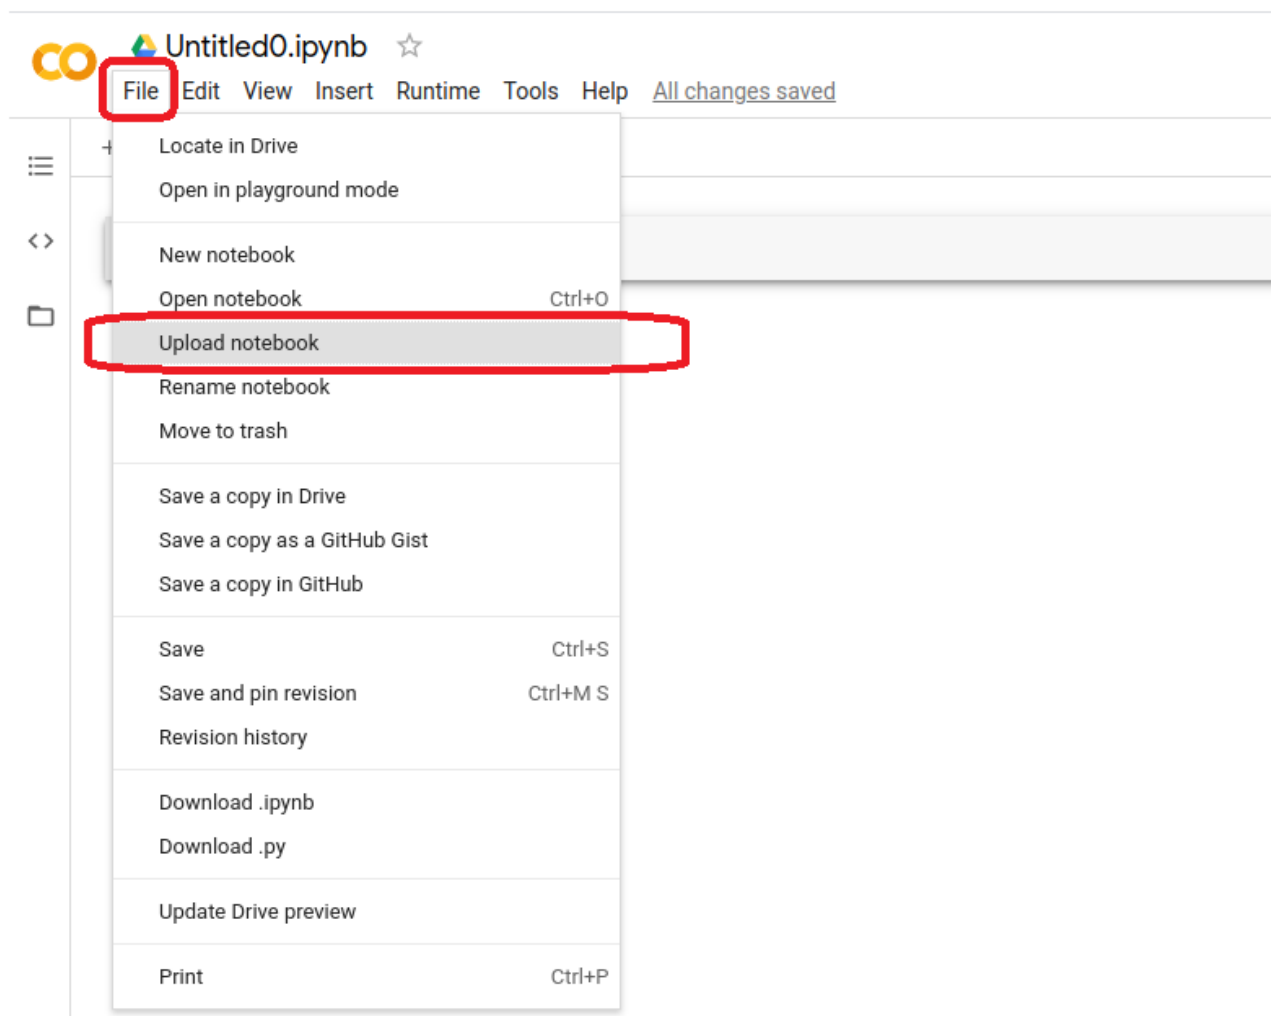 Untitled0.ipynb
File Edit View Insert Runtime Tools Help All changes saved
Locate in Drive
Open in playground mode
New notebook
Open notebook Ctrl+O
Upload notebook
Rename notebook
Move to trash
Save a copy in Drive
Save a copy as a GitHub Gist
Save a copy in GitHub
Save Ctrl+S
Save and pin revision Ctrl+M S
Revision history
Download .ipynb
Download .py
Update Drive preview
Print Ctrl+P